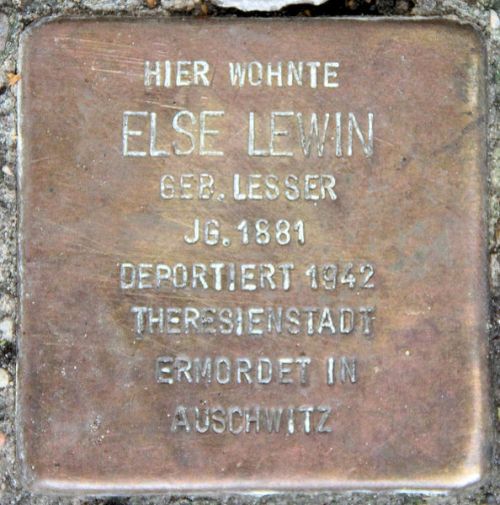 HIER WOHNTE
ELSE LEWIN
GEB. LESSER
JG. 1881
DEPORTIERT 1942
THERESIENSTADT
ERMORDET IN
AUSCHWITZ